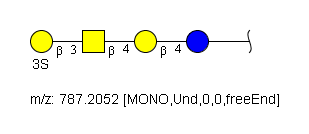 β 3 β 4 β 4
3S
m/z: 787.2052 [MONO,Und,0,0,freeEnd]